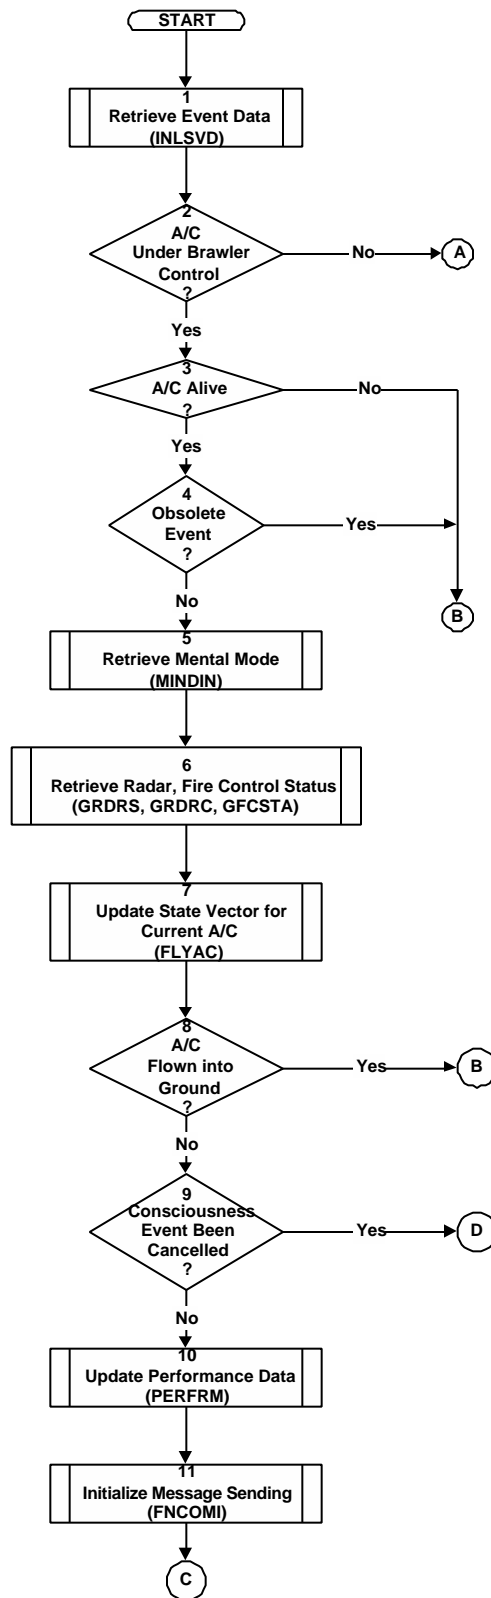 START
1
Retrieve Event Data
(INLSVD)
2
A/C
Under Brawler
Control
?
No
A
Yes
3
A/C Alive
?
No
Yes
4
Obsolete
Event
?
Yes
No
B
5
Retrieve Mental Mode
(MINDIN)
6
Retrieve Radar, Fire Control Status
(GRDRS, GRDRC, GFCSTA)
7
Update State Vector for
Current A/C
(FLYAC)
8
A/C
Flown into
Ground
?
Yes
B
No
9
Consciousness
Event Been
Cancelled
?
Yes
D
No
10
Update Performance Data
(PERFRM)
11
Initialize Message Sending
(FNCOMI)
C